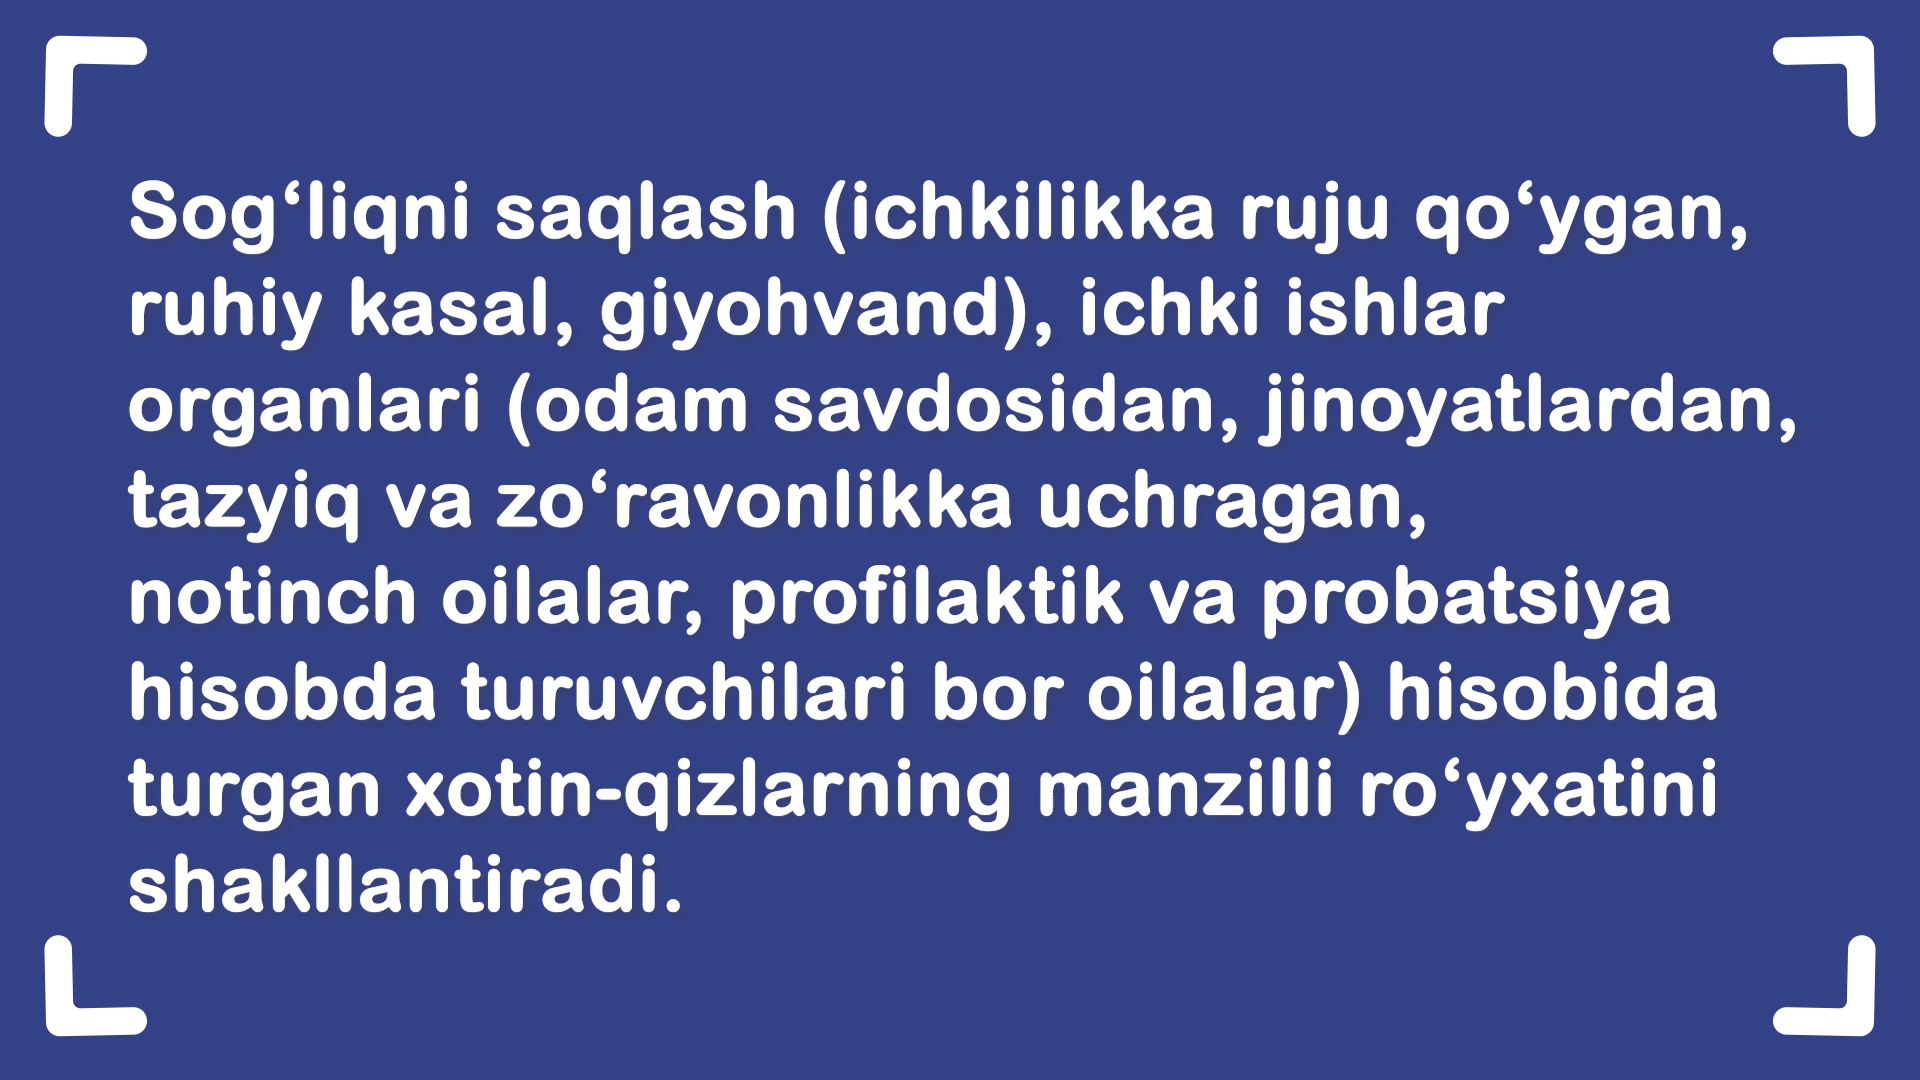 Sog‘liqni saqlash (ichkilikka ruju qo‘ygan,
ruhiy kasal, giyohvand), ichki ishlar
organlari (odam savdosidan, jinoyatlardan,
tazyiq va zo‘ravonlikka uchragan,
notinch oilalar, profilaktik va probatsiya
hisobda turuvchilari bor oilalar) hisobida
turgan xotin-qizlarning manzilli ro‘yxatini
shakllantiradi.